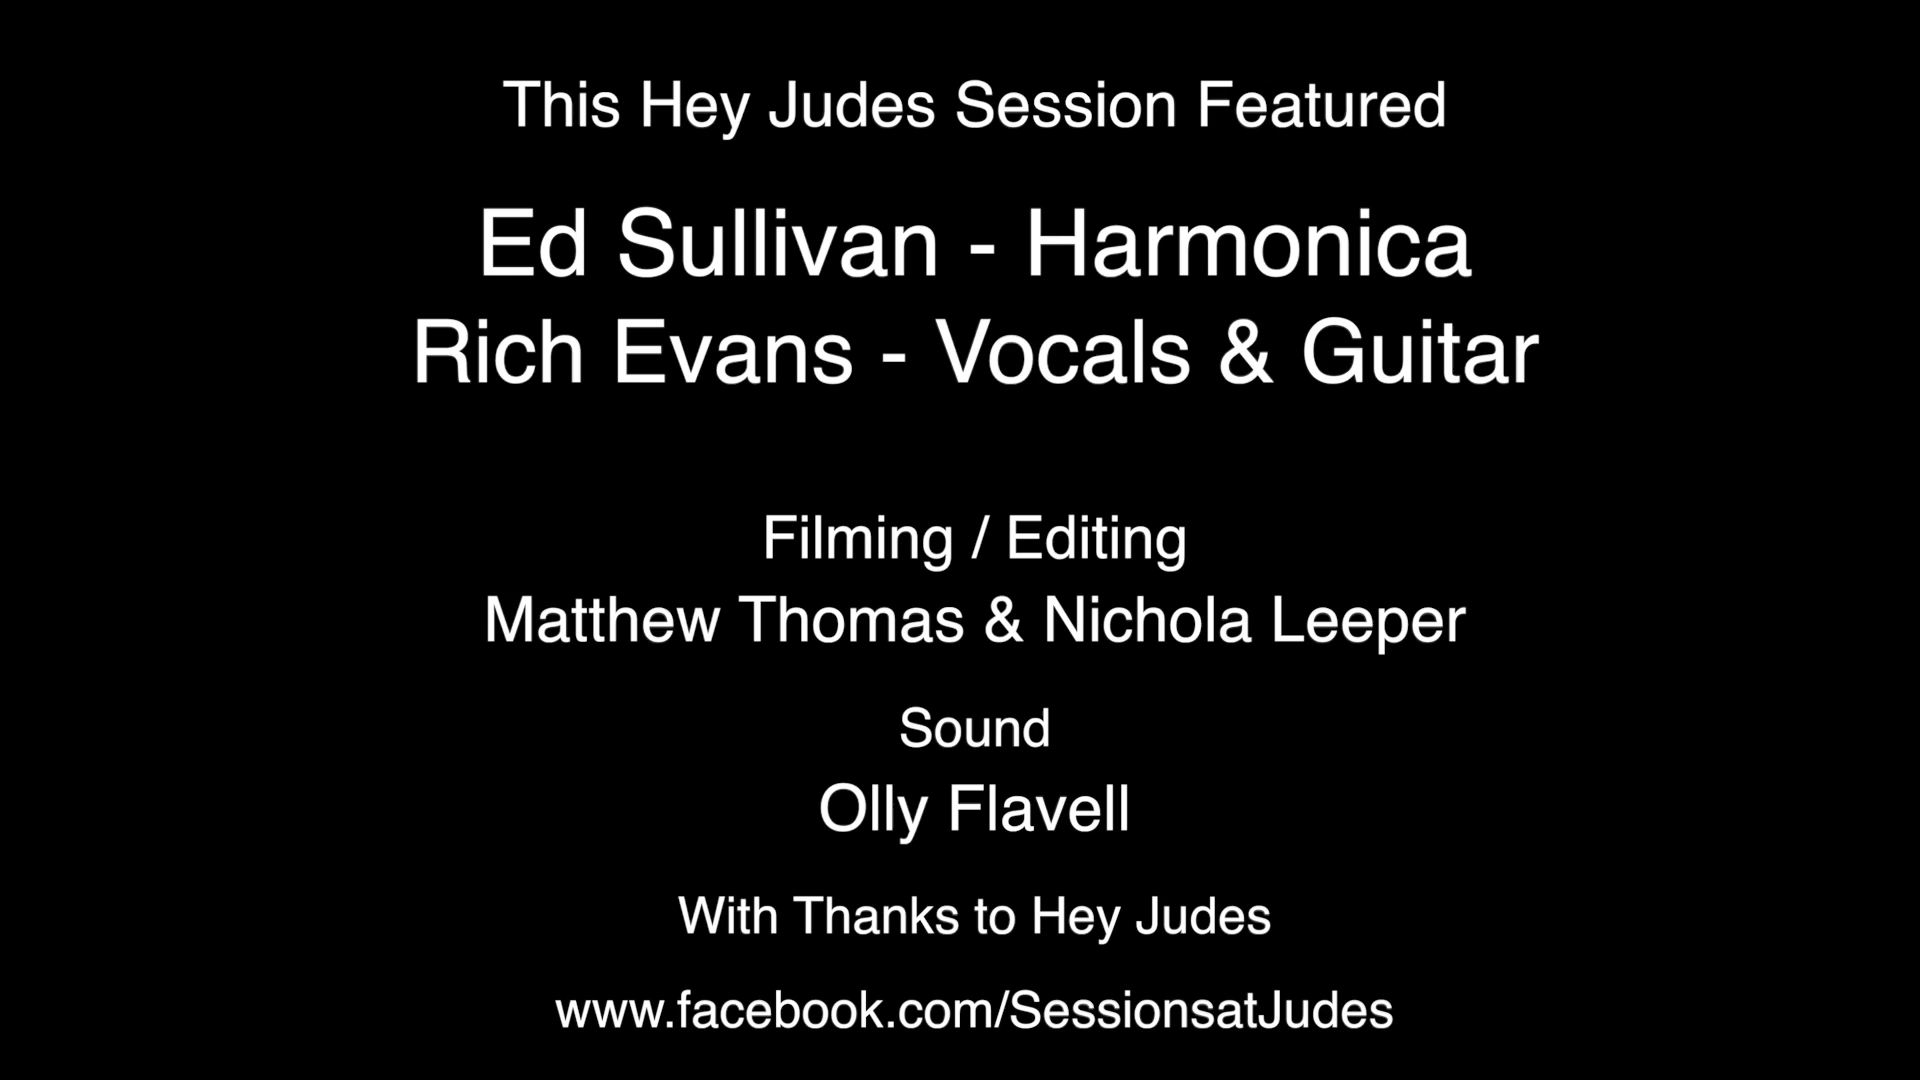 This Hey Judes Session Featured
Ed Sullivan - Harmonica
Rich Evans - Vocals & Guitar
Filming / Editing
Matthew Thomas & Nichola Leeper
Sound
Olly Flavell
With Thanks to Hey Judes
www.facebook.com/SessionsatJudes